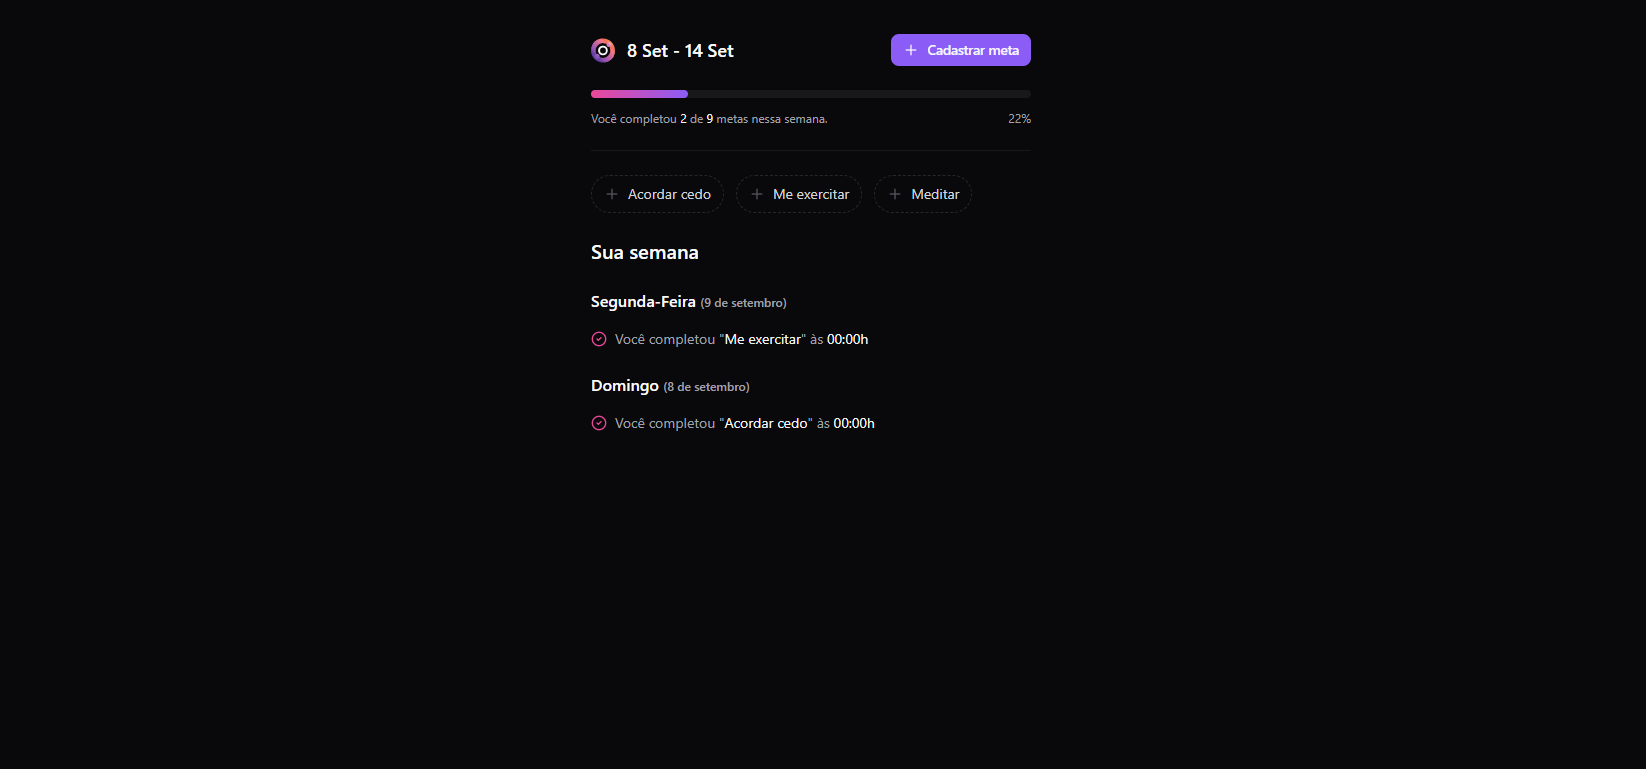 8 Set - 14 Set
Cadastrar meta
Você completou 2 de 9 metas nessa semana.
22%
Acordar cedo
Me exercitar
Meditar
Sua semana
Segunda-Feira (9 de setembro)
Você completou "Me exercitar" às 00:00h
Domingo (8 de setembro)
Você completou "Acordar cedo" às 00:00h